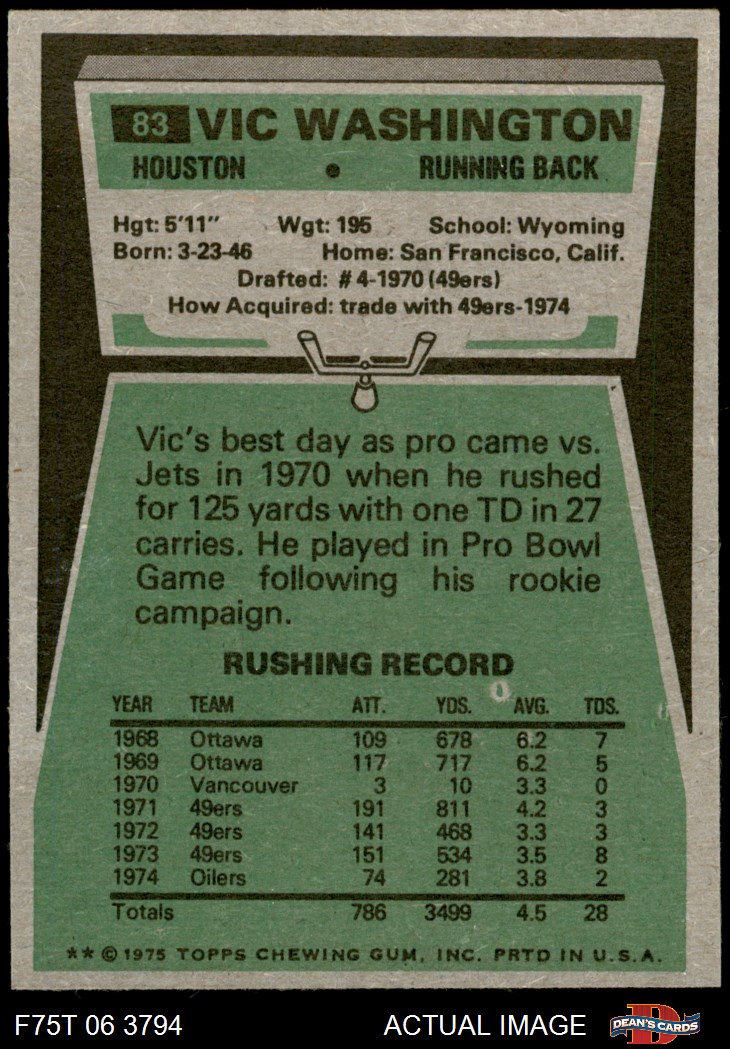 83 VIC WASHINGTON
HOUSTON • RUNNING BACK
Hgt: 5'11" Wgt: 195 School: Wyoming
Born: 3-23-46 Home: San Francisco, Calif.
Drafted: #4-1970 (49ers)
How Acquired: trade with 49ers-1974
Vic's best day as pro came vs.
Jets in 1970 when he rushed
for 125 yards with one TD in 27
carries. He played in Pro Bowl
Game following his rookie
campaign.
RUSHING RECORD
YEAR TEAM ATT. YDS. AVG. TDS.
1968 Ottawa 109 678 6.2 7
1969 Ottawa 117 717 6.2 5
1970 Vancouver 3 10 3.3 0
1971 49ers 191 811 4.2 3
1972 49ers 141 468 3.3 3
1973 49ers 151 534 3.5 8
1974 Oilers 74 281 3.8 2
Totals 786 3499 4.5 28
** © 1975 TOPPS CHEWING GUM, INC. PRTD IN U.S.A.
F75T 06 3794 ACTUAL IMAGE D DEAN'S CARDS